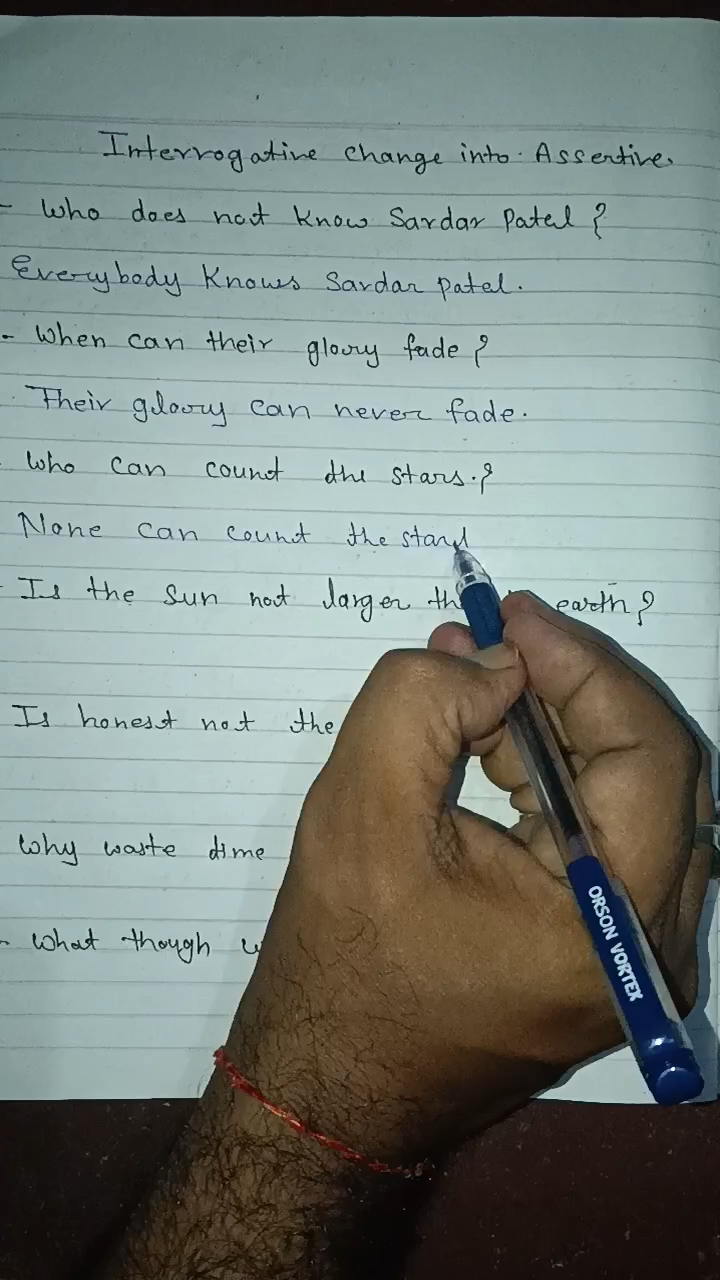 Interrogative change into Assertive.
- Who does not know Sardar Patel ?
Everybody Knows Sardar patel.
- When can their glory fade ?
Their glory can never fade.
- Who can count the stars.?
None can count the star
- Is the sun not larger earth ?
Is honest not the
Why waste time
- What though
ORSON VORTEX